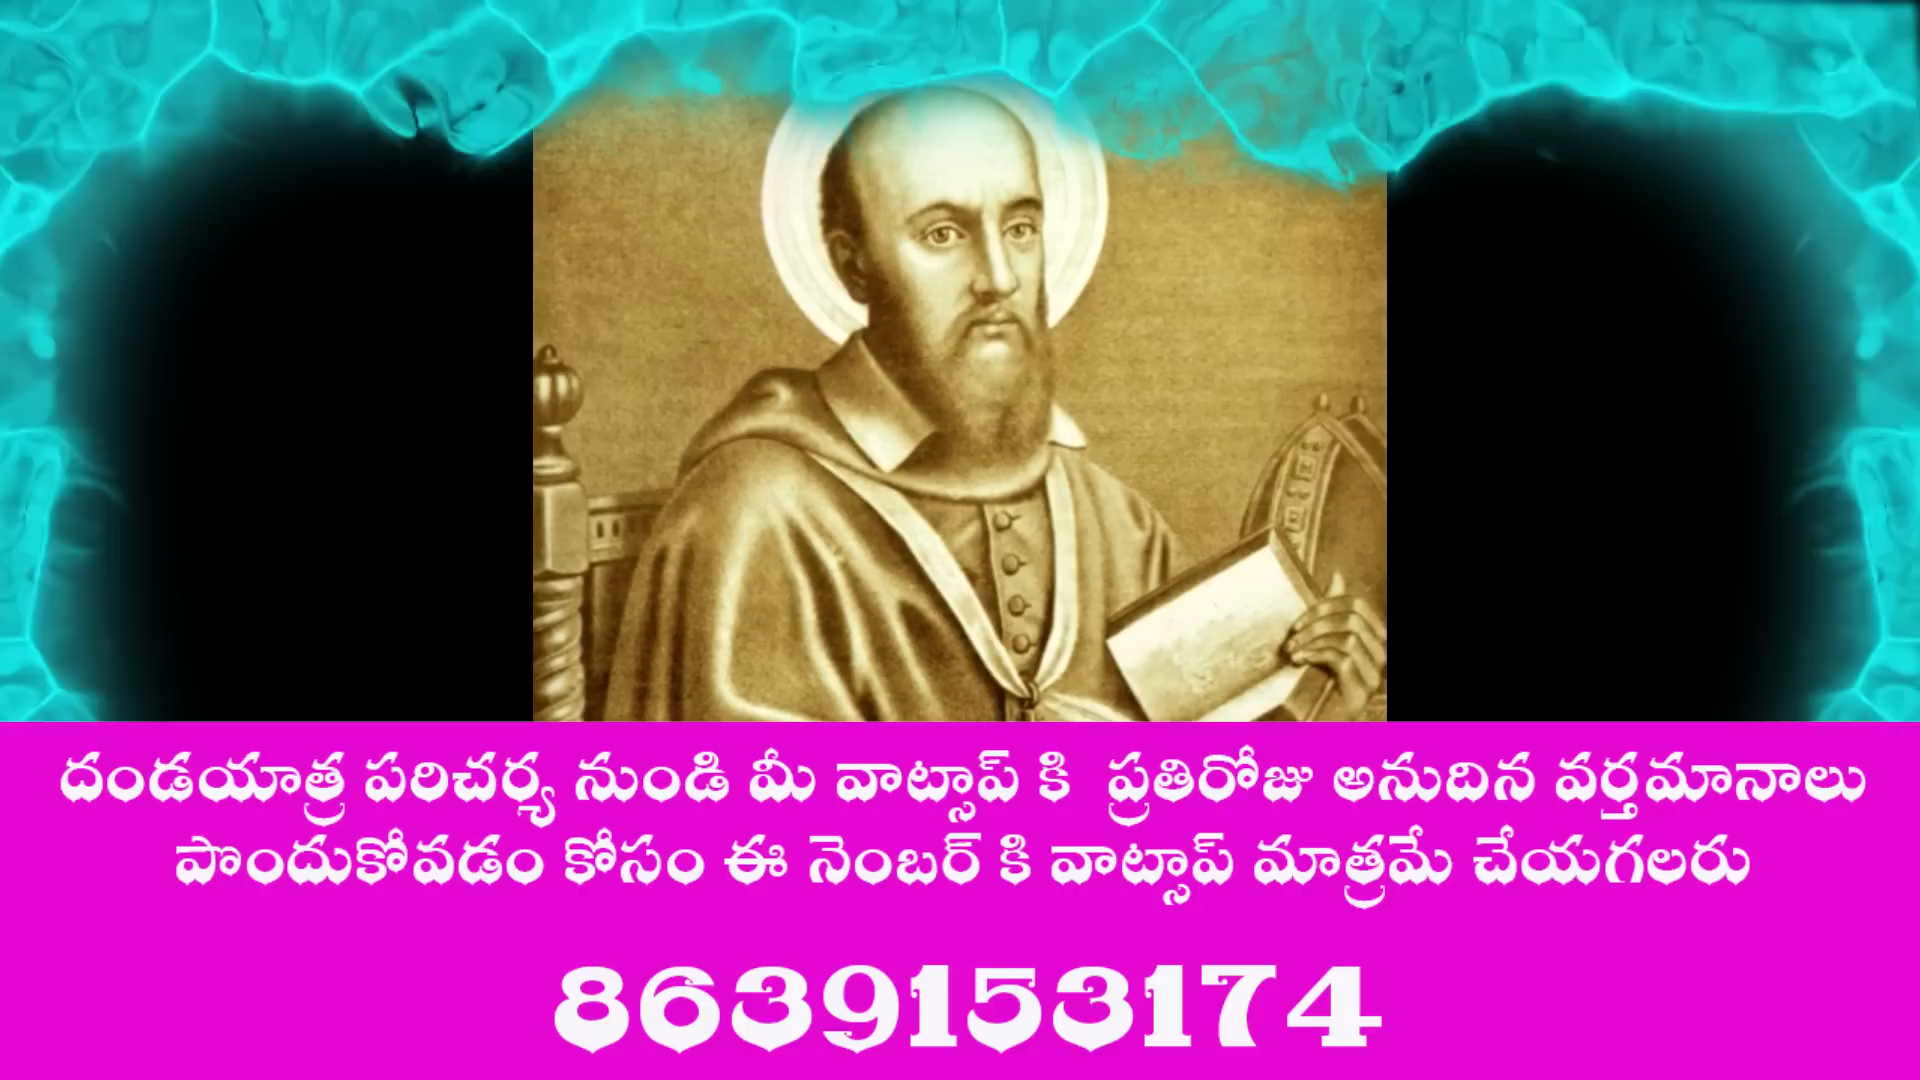 దండయాత్ర పరిచర్య నుండి మీ వాట్సాప్ కి ప్రతిరోజు అనుదిన వర్తమానాలు
పొందుకోవడం కోసం ఈ నెంబర్ కి వాట్సాప్ మాత్రమే చేయగలరు
8639153174